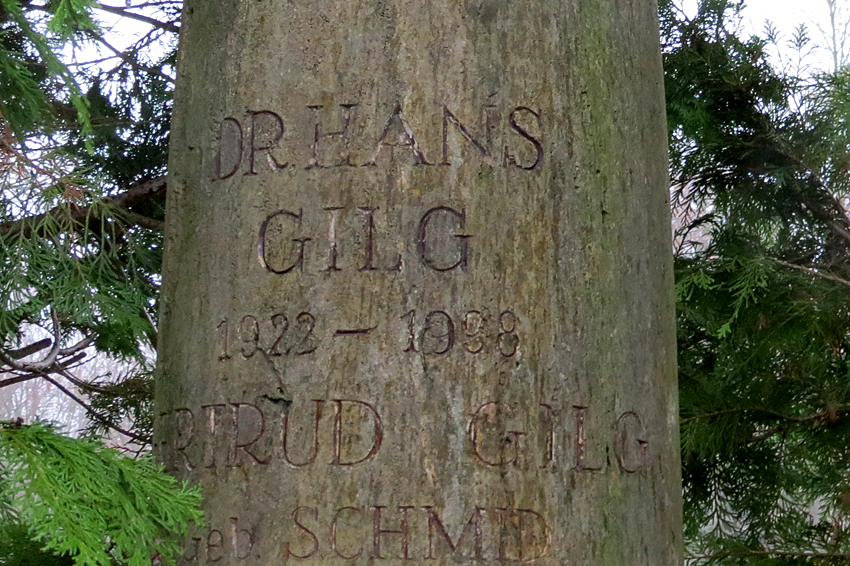 DR. HANS
GILG
1922 – 1998
RTRUD GILG
geb. SCHMID